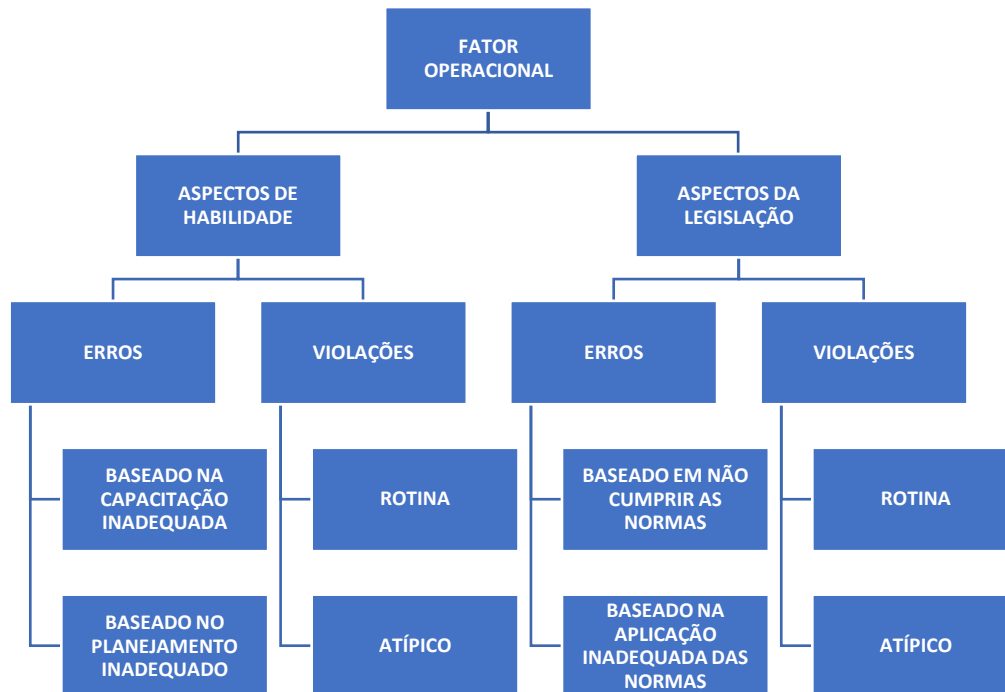 FATOR
OPERACIONAL
ASPECTOS DE
HABILIDADE
ASPECTOS DA
LEGISLAÇÃO
ERROS
VIOLAÇÕES
ERROS
VIOLAÇÕES
BASEADO NA
CAPACITAÇÃO
INADEQUADA
ROTINA
BASEADO EM NÃO
CUMPRIR AS
NORMAS
ROTINA
BASEADO NO
PLANEJAMENTO
INADEQUADO
ATÍPICO
BASEADO NA
APLICAÇÃO
INADEQUADA DAS
NORMAS
ATÍPICO